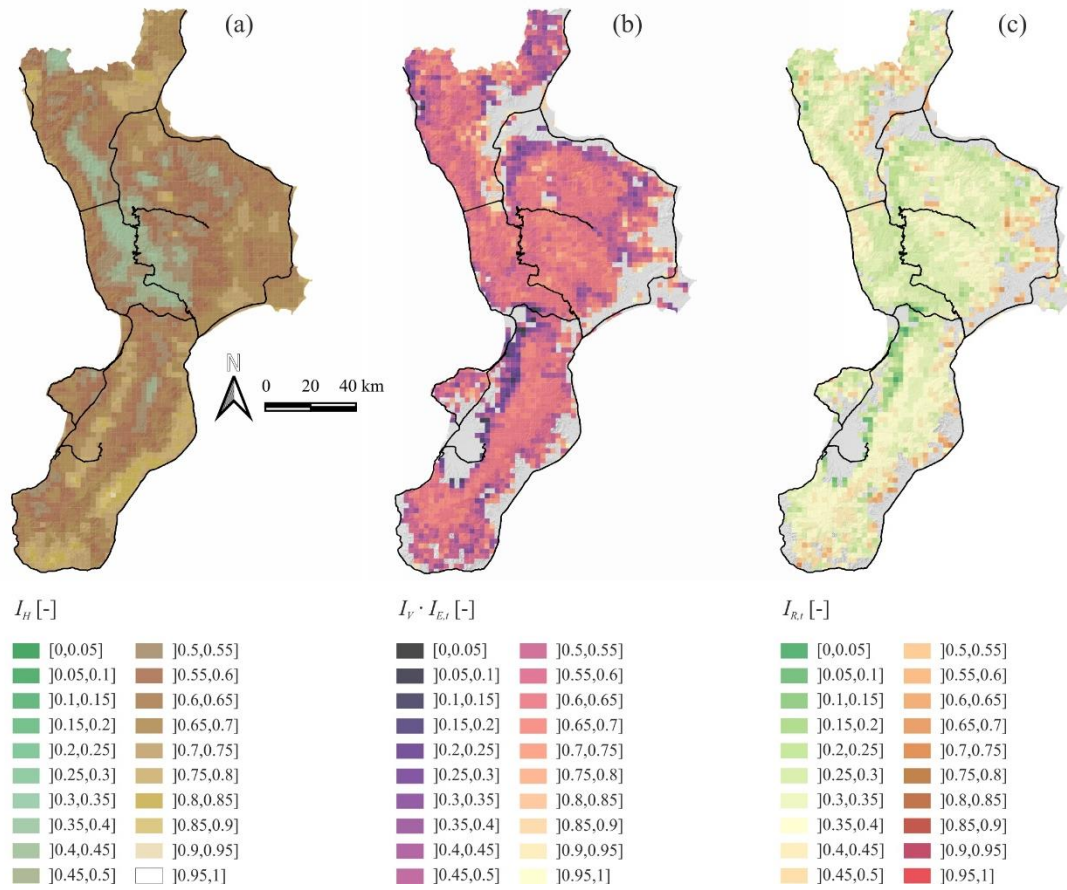 (a) (b) (c)
N
0 20 40 km
I_H [-] I_V · I_E,t [-] I_R,t [-]
[0,0.05] ]0.5,0.55] [0,0.05] ]0.5,0.55] [0,0.05] ]0.5,0.55]
]0.05,0.1] ]0.55,0.6] ]0.05,0.1] ]0.55,0.6] ]0.05,0.1] ]0.55,0.6]
]0.1,0.15] ]0.6,0.65] ]0.1,0.15] ]0.6,0.65] ]0.1,0.15] ]0.6,0.65]
]0.15,0.2] ]0.65,0.7] ]0.15,0.2] ]0.65,0.7] ]0.15,0.2] ]0.65,0.7]
]0.2,0.25] ]0.7,0.75] ]0.2,0.25] ]0.7,0.75] ]0.2,0.25] ]0.7,0.75]
]0.25,0.3] ]0.75,0.8] ]0.25,0.3] ]0.75,0.8] ]0.25,0.3] ]0.75,0.8]
]0.3,0.35] ]0.8,0.85] ]0.3,0.35] ]0.8,0.85] ]0.3,0.35] ]0.8,0.85]
]0.35,0.4] ]0.85,0.9] ]0.35,0.4] ]0.85,0.9] ]0.35,0.4] ]0.85,0.9]
]0.4,0.45] ]0.9,0.95] ]0.4,0.45] ]0.9,0.95] ]0.4,0.45] ]0.9,0.95]
]0.45,0.5] ]0.95,1] ]0.45,0.5] ]0.95,1] ]0.45,0.5] ]0.95,1]